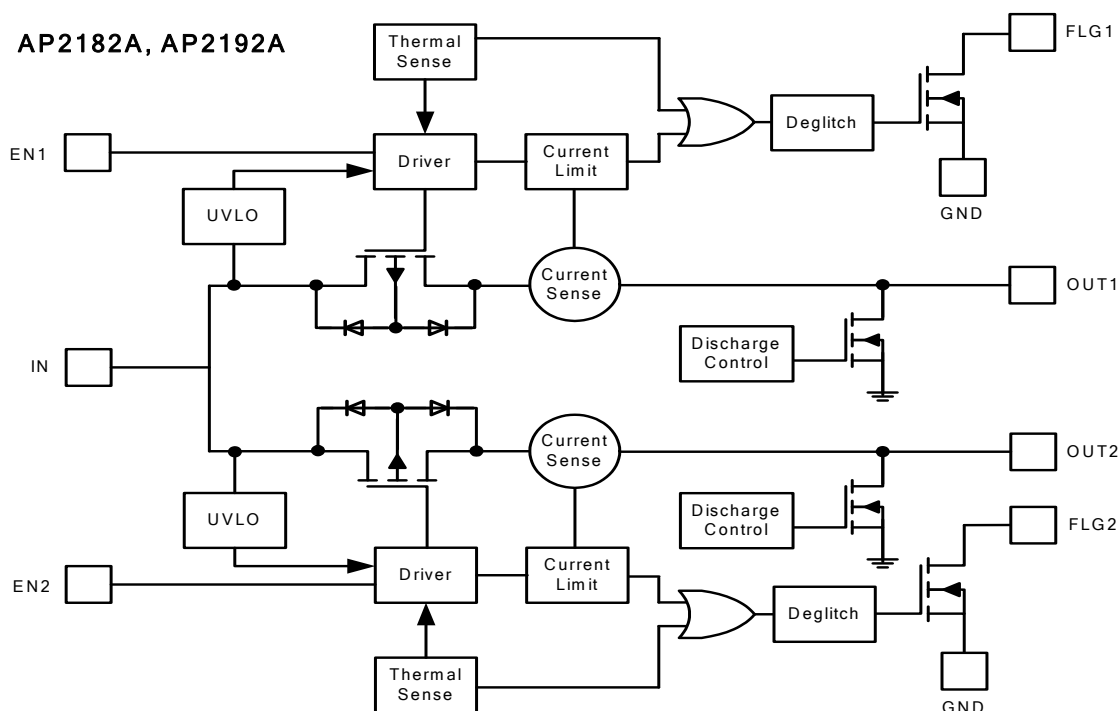 AP2182A, AP2192A
Thermal
Sense
FLG1
Deglitch
EN1
Driver
Current
Limit
UVLO
GND
Current
Sense
OUT1
Discharge
Control
IN
Current
Sense
OUT2
UVLO
Discharge
Control
FLG2
Driver
Current
Limit
EN2
Deglitch
Thermal
Sense
GND